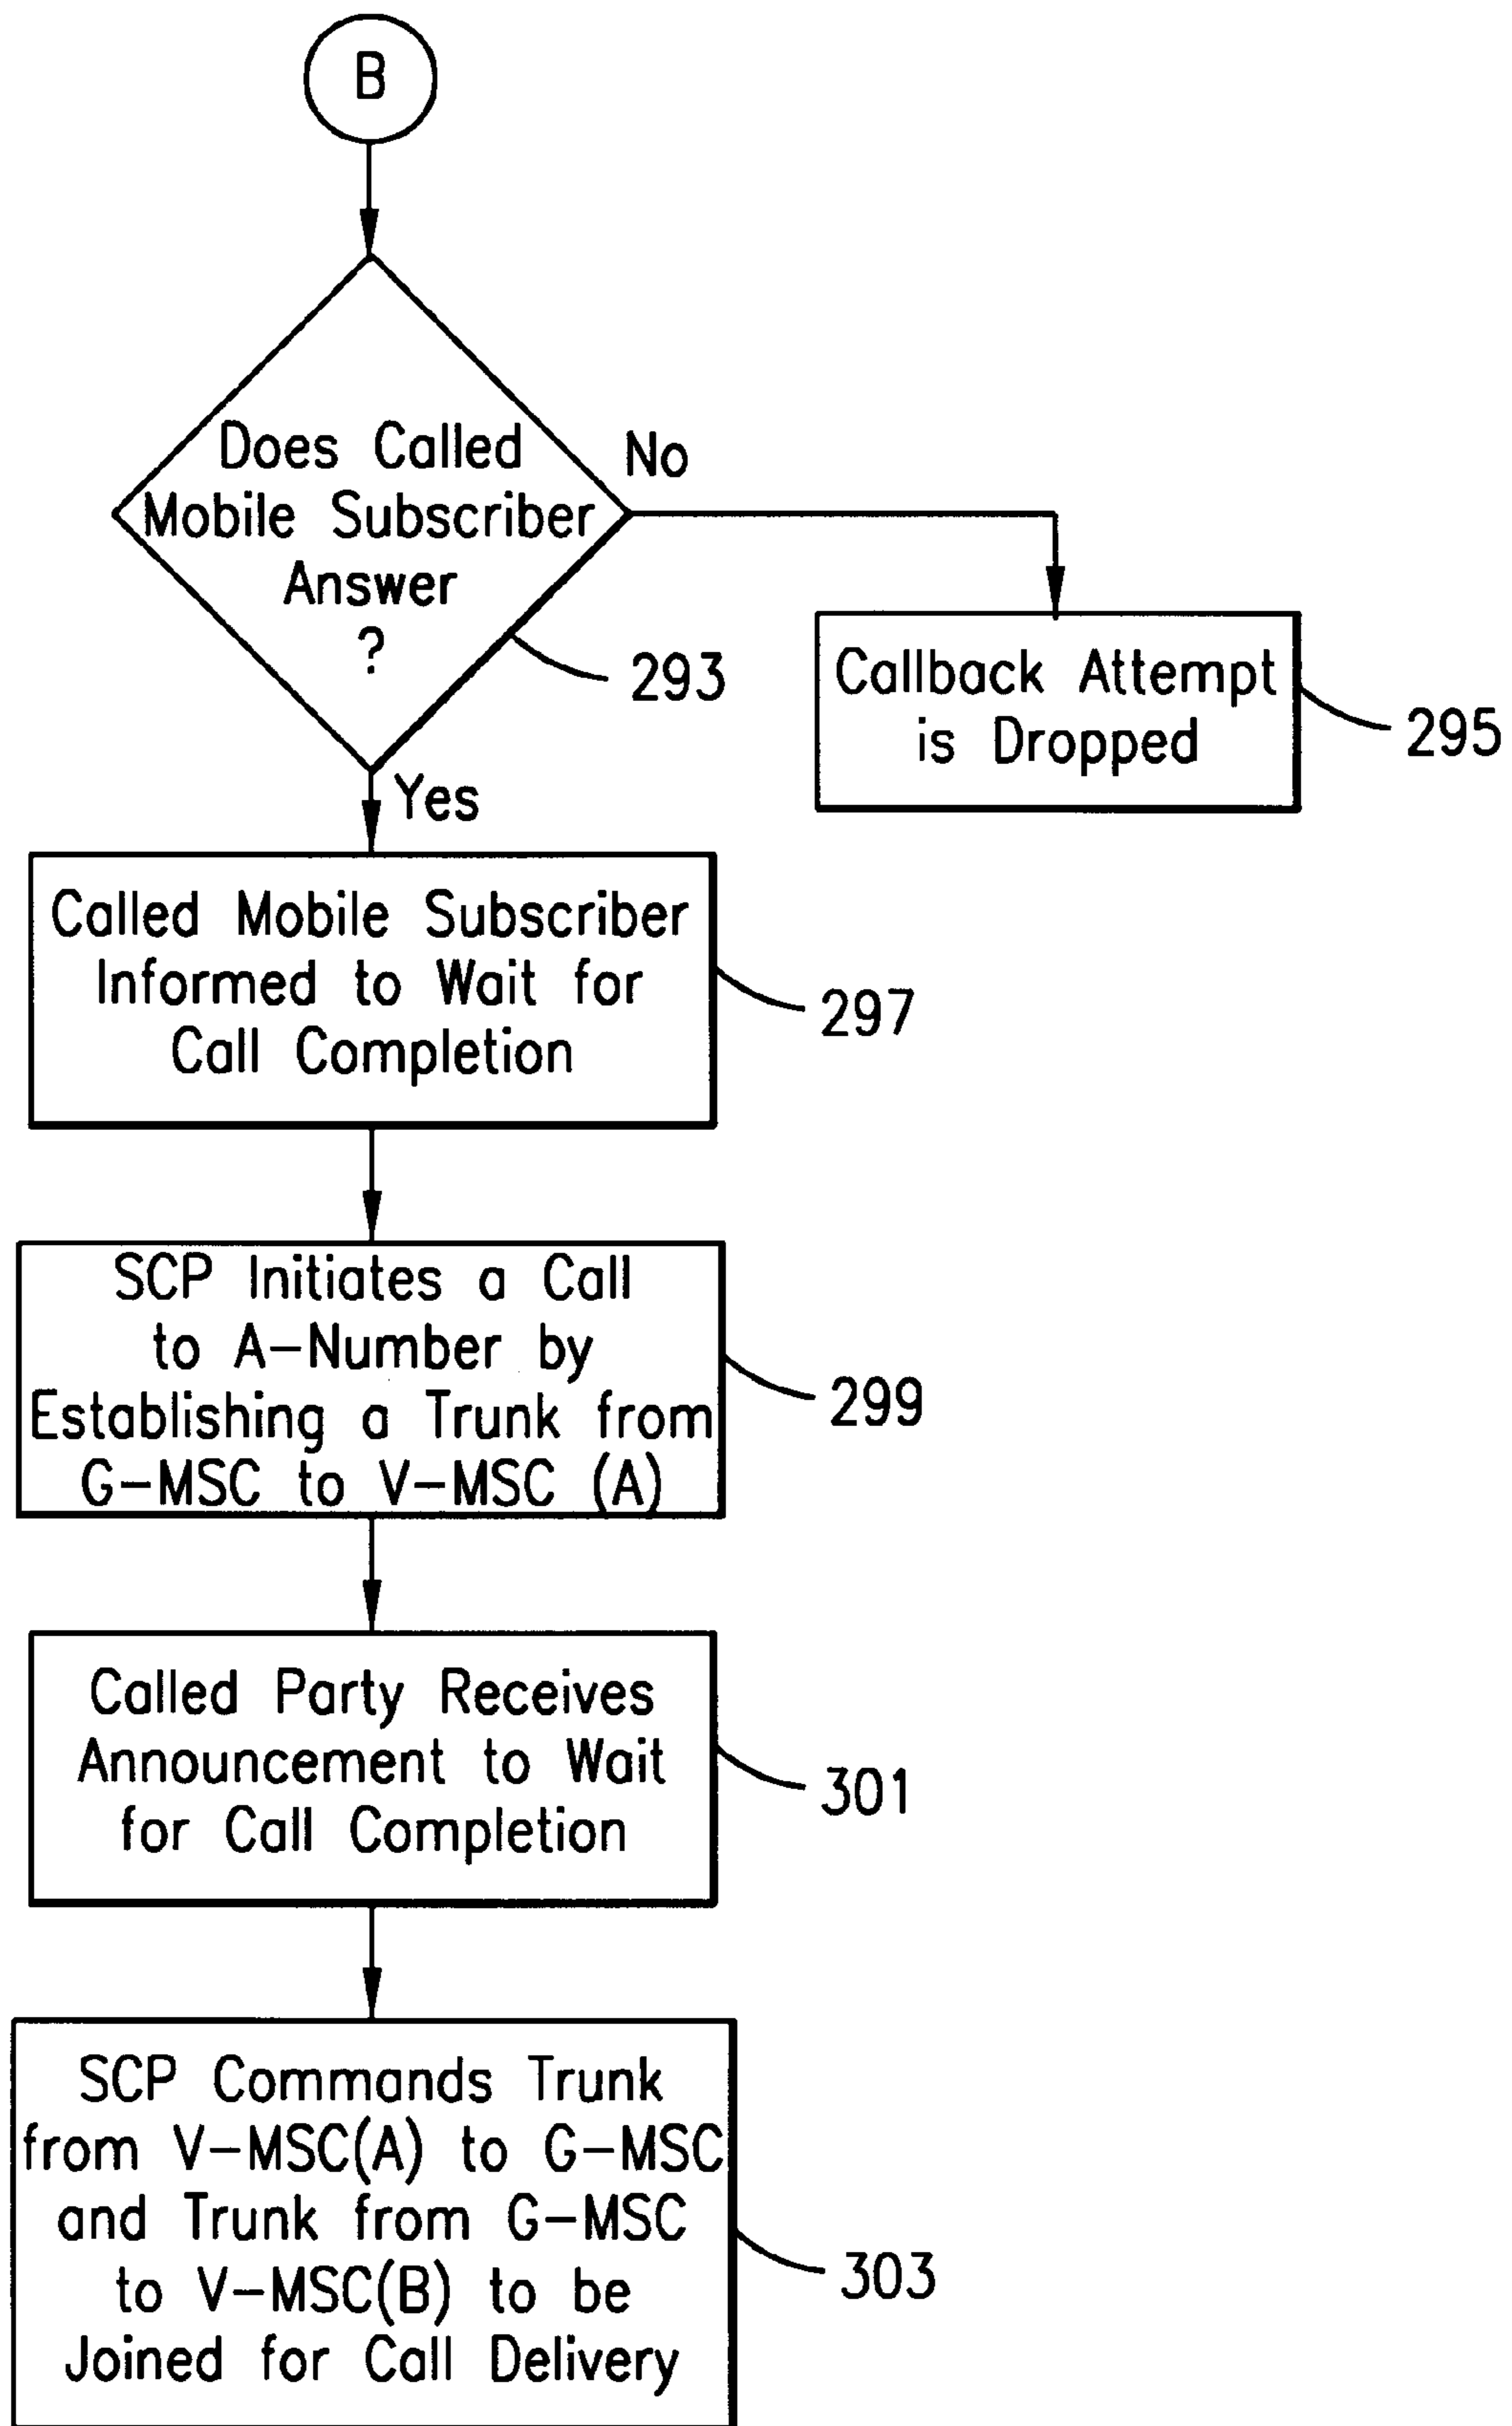 B
Does Called
Mobile Subscriber
Answer
?
No
293
Callback Attempt
is Dropped
295
Yes
Called Mobile Subscriber
Informed to Wait for
Call Completion
297
SCP Initiates a Call
to A-Number by
Establishing a Trunk from
G-MSC to V-MSC (A)
299
Called Party Receives
Announcement to Wait
for Call Completion
301
SCP Commands Trunk
from V-MSC(A) to G-MSC
and Trunk from G-MSC
to V-MSC(B) to be
Joined for Call Delivery
303